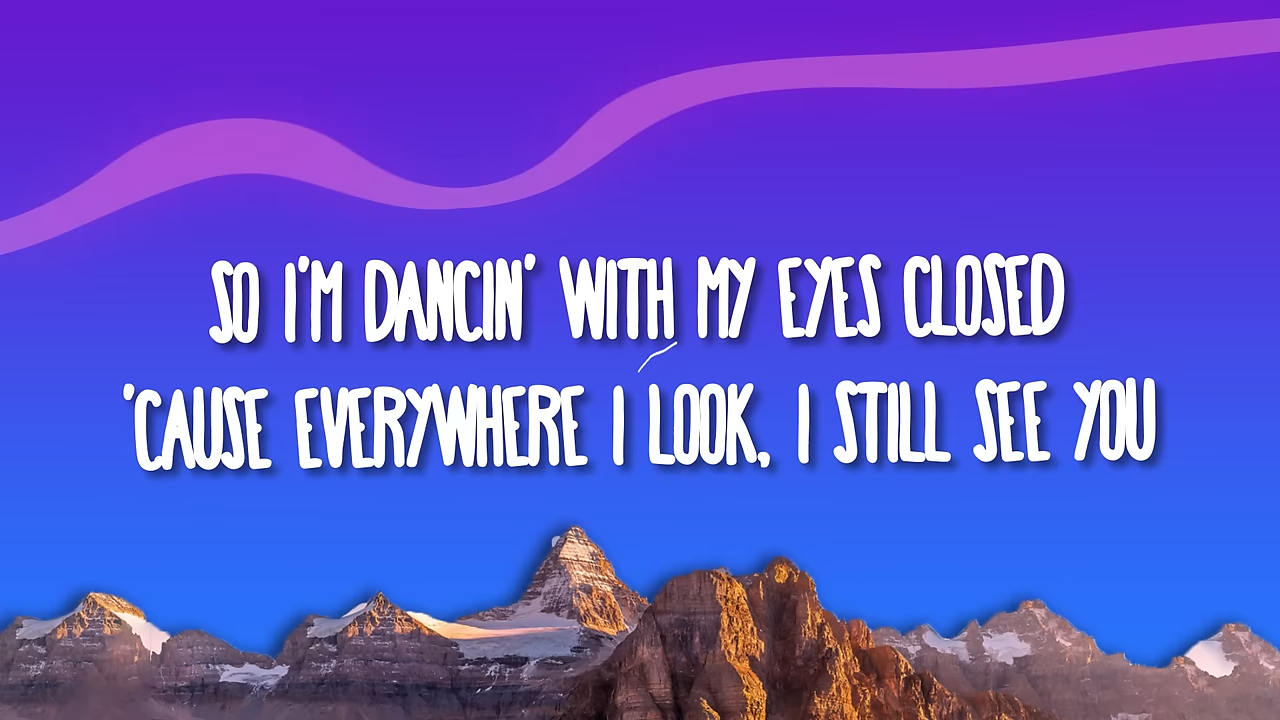 SO I'M DANCIN' WITH MY EYES CLOSED
'CAUSE EVERYWHERE I LOOK, I STILL SEE YOU